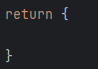 return {
}